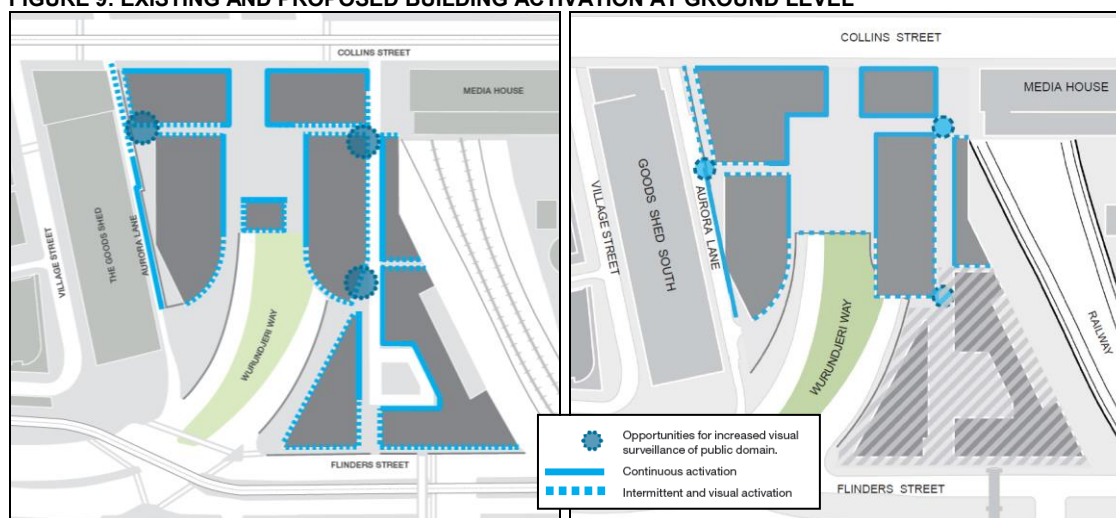 FIGURE 9: EXISTING AND PROPOSED BUILDING ACTIVATION AT GROUND LEVEL
COLLINS STREET
MEDIA HOUSE
VILLAGE STREET
THE GOODS SHED
AURORA LANE
WURUNDJERI WAY
FLINDERS STREET
COLLINS STREET
MEDIA HOUSE
VILLAGE STREET
GOODS SHED SOUTH
AURORA LANE
WURUNDJERI WAY
RAILWAY
FLINDERS STREET
Opportunities for increased visual
surveillance of public domain.
Continuous activation
Intermittent and visual activation